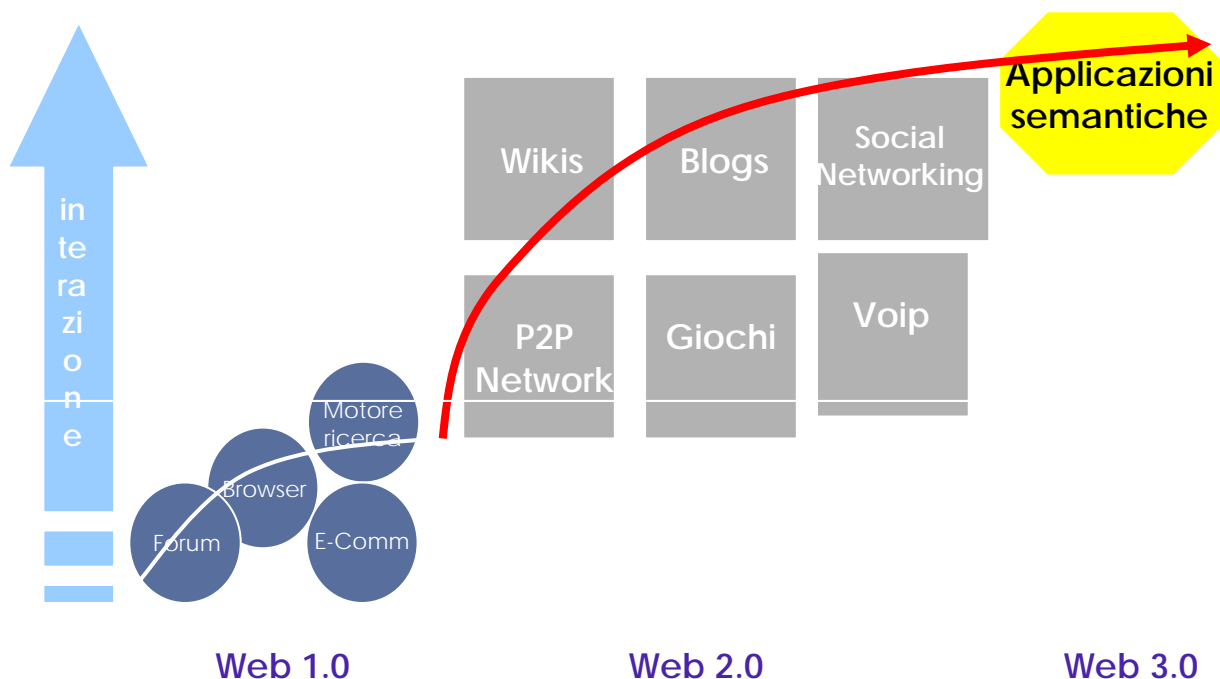 Applicazioni
semantiche
Wikis
Blogs
Social
Networking
in
te
ra
zi
o
n
e
P2P
Network
Giochi
Voip
Motore
ricerca
Browser
Forum
E-Comm
Web 1.0
Web 2.0
Web 3.0